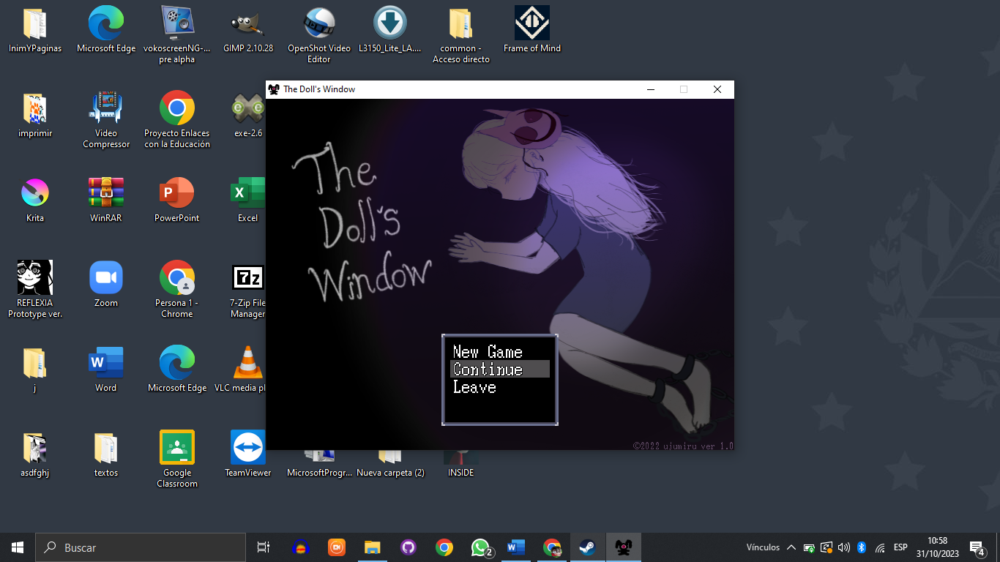 InimYPaginas
Microsoft Edge
vokoscreenNG-...
pre alpha
GIMP 2.10.28
OpenShot Video
Editor
L3150_Lite_LA....
common -
Acceso directo
Frame of Mind
The Doll's Window
imprimir
Video
Compressor
Proyecto Enlaces
con la Educación
exe-2.6
The
Doll's
Window
Krita
WinRAR
PowerPoint
Excel
REFLEXIA
Prototype ver.
Zoom
Persona 1 -
Chrome
7z
7-Zip File
Manager
New Game
Continue
Leave
j
Word
Microsoft Edge
VLC media pl
©2022 ujumiru ver 1.0
asdfghj
textos
Google
Classroom
TeamViewer
MicrosoftProgr...
Nueva carpeta (2)
INSIDE
Buscar
2
Vínculos
ESP
10:58
31/10/2023
4